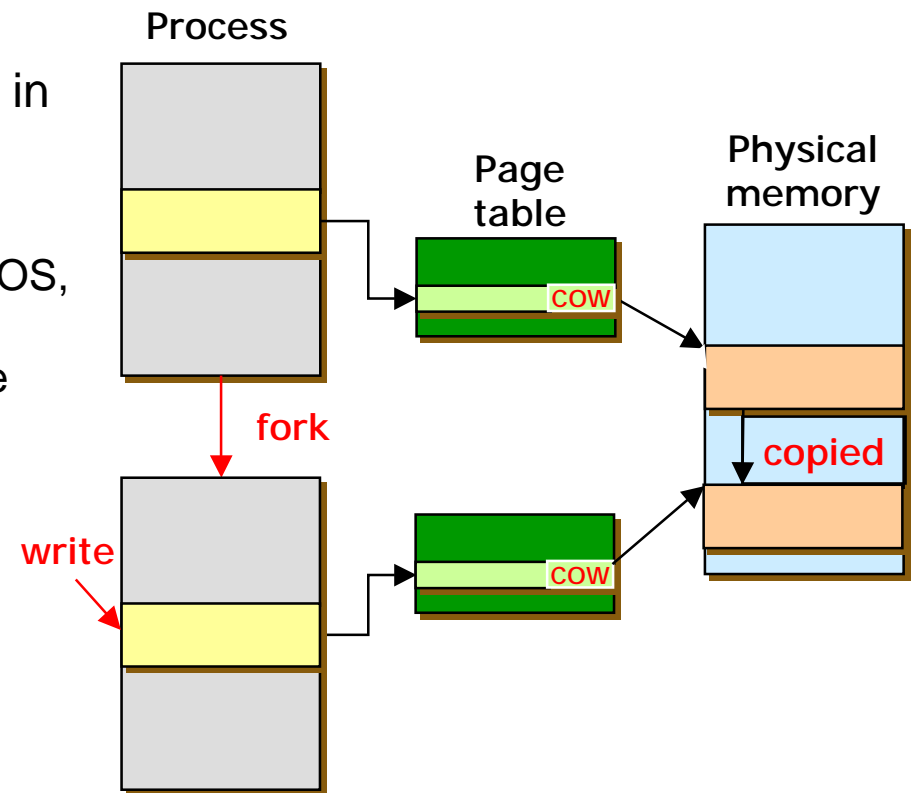 Process
in
Page
table
Physical
memory
OS,
COW
e
fork
copied
write
COW